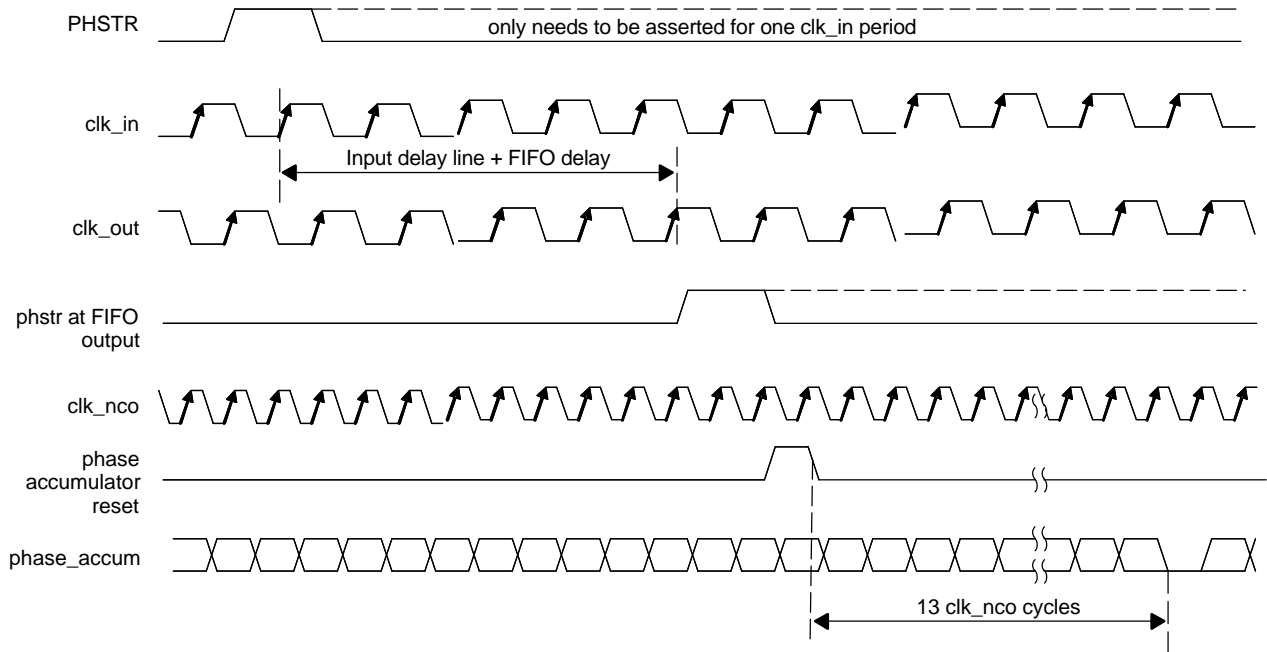 PHSTR
only needs to be asserted for one clk_in period
clk_in
Input delay line + FIFO delay
clk_out
phstr at FIFO
output
clk_nco
phase
accumulator
reset
phase_accum
13 clk_nco cycles